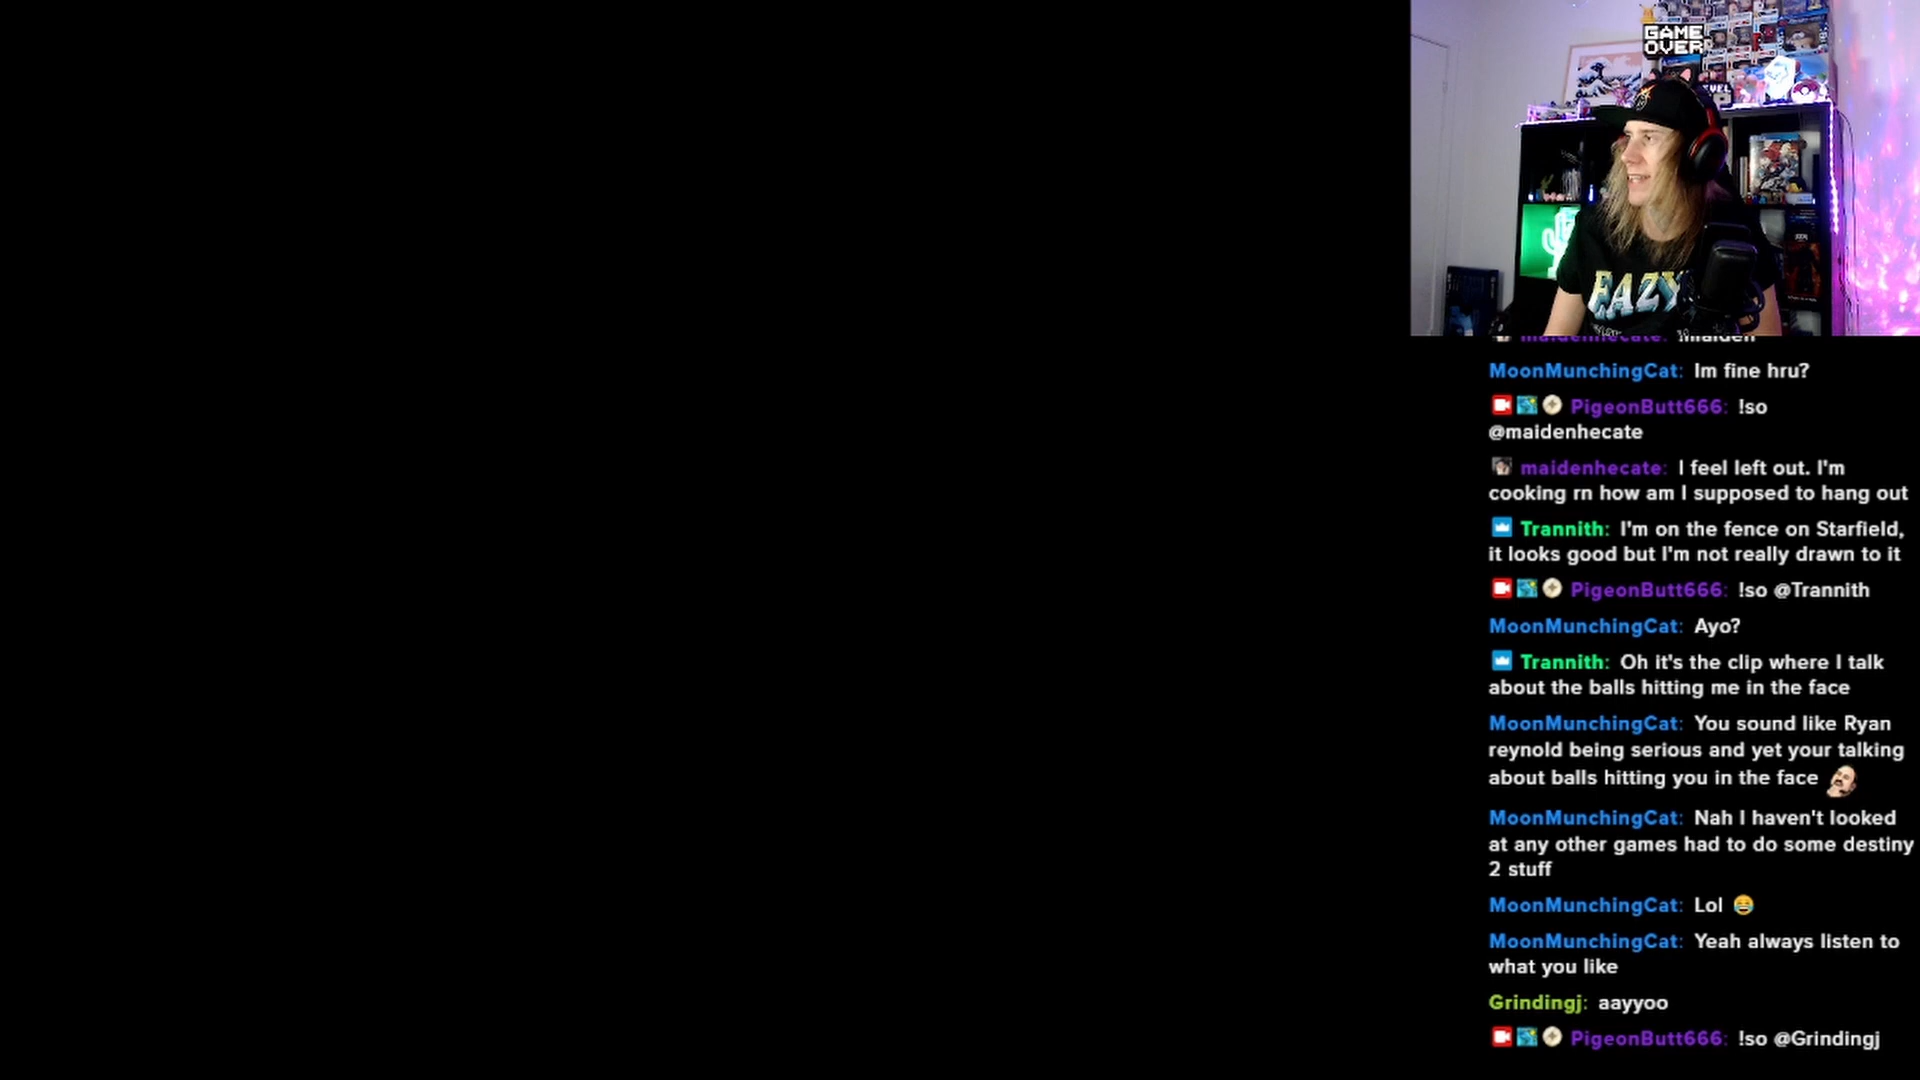 GAME
OVER
EAZY
maidenhecate: !maiden
MoonMunchingCat: Im fine hru?
PigeonButt666: !so
@maidenhecate
maidenhecate: I feel left out. I'm
cooking rn how am I supposed to hang out
Trannith: I'm on the fence on Starfield,
it looks good but I'm not really drawn to it
PigeonButt666: !so @Trannith
MoonMunchingCat: Ayo?
Trannith: Oh it's the clip where I talk
about the balls hitting me in the face
MoonMunchingCat: You sound like Ryan
reynold being serious and yet your talking
about balls hitting you in the face
MoonMunchingCat: Nah I haven't looked
at any other games had to do some destiny
2 stuff
MoonMunchingCat: Lol 😂
MoonMunchingCat: Yeah always listen to
what you like
Grindingj: aayyoo
PigeonButt666: !so @Grindingj